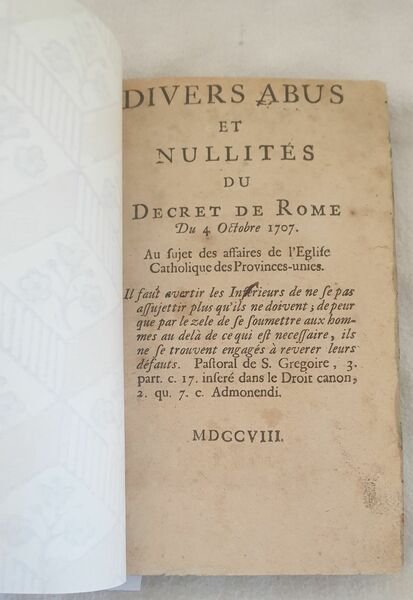 DIVERS ABUS
ET
NULLITÉS
DU
DECRET DE ROME
Du 4 Octobre 1707.
Au ſujet des affaires de l'Egliſe
Catholique des Provinces-unies.
Il faut avertir les Inferieurs de ne ſe pas
aſſujettir plus qu'ils ne doivent; de peur
que par le zele de ſe ſoumettre aux hom-
mes au delà de ce qui eſt neceſſaire, ils
ne ſe trouvent engagés à reverer leurs
défauts. Paſtoral de S. Gregoire, 3.
part. c. 17. inſeré dans le Droit canon,
2. qu. 7. c. Admonendi.
MDCCVIII.